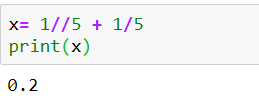 x= 1//5 + 1/5
print(x)
0.2